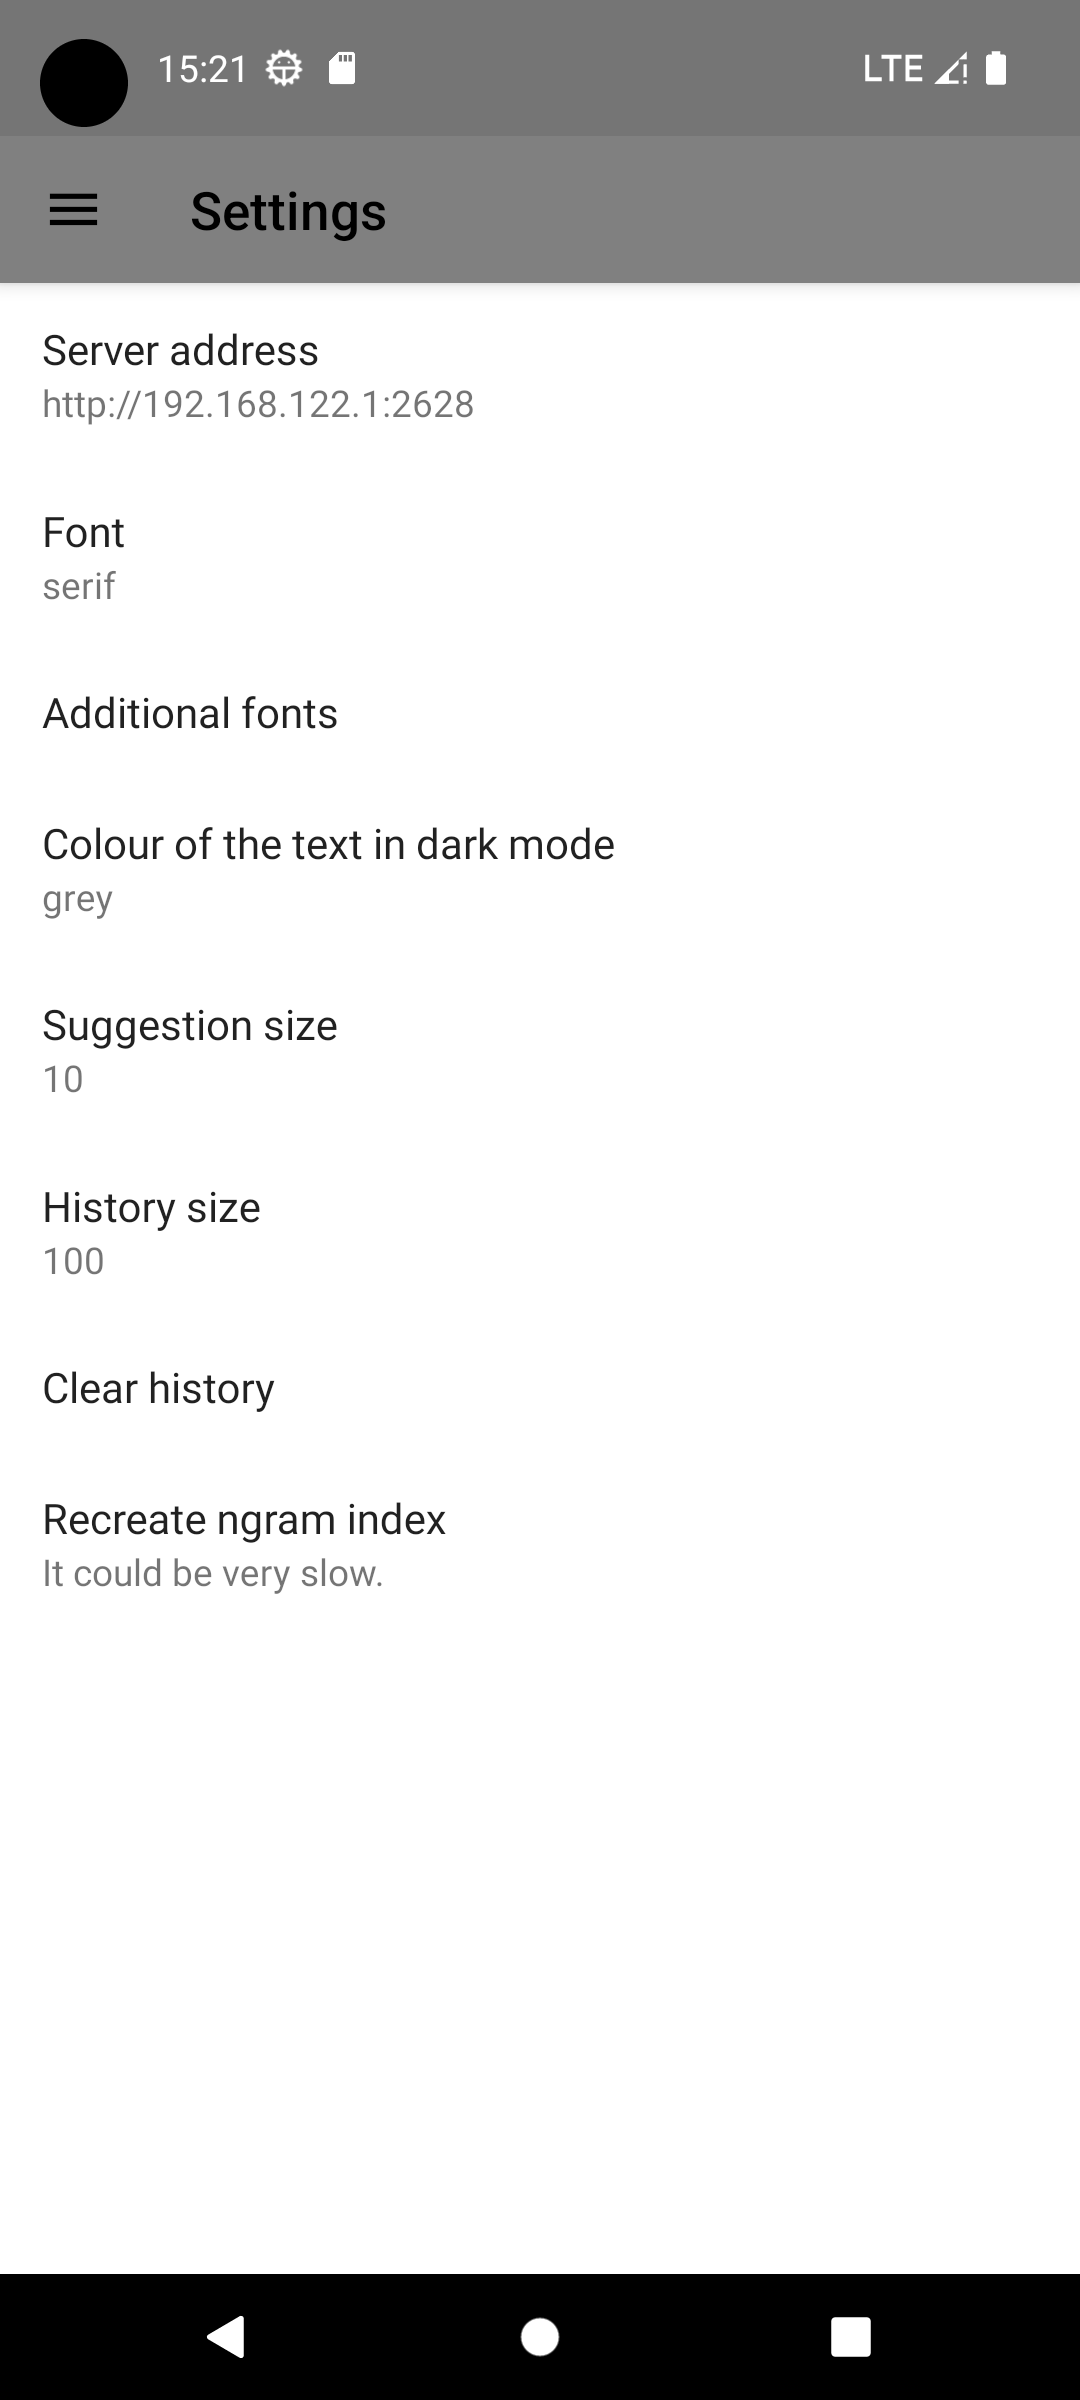 15:21
LTE
Settings
Server address
http://192.168.122.1:2628
Font
serif
Additional fonts
Colour of the text in dark mode
grey
Suggestion size
10
History size
100
Clear history
Recreate ngram index
It could be very slow.